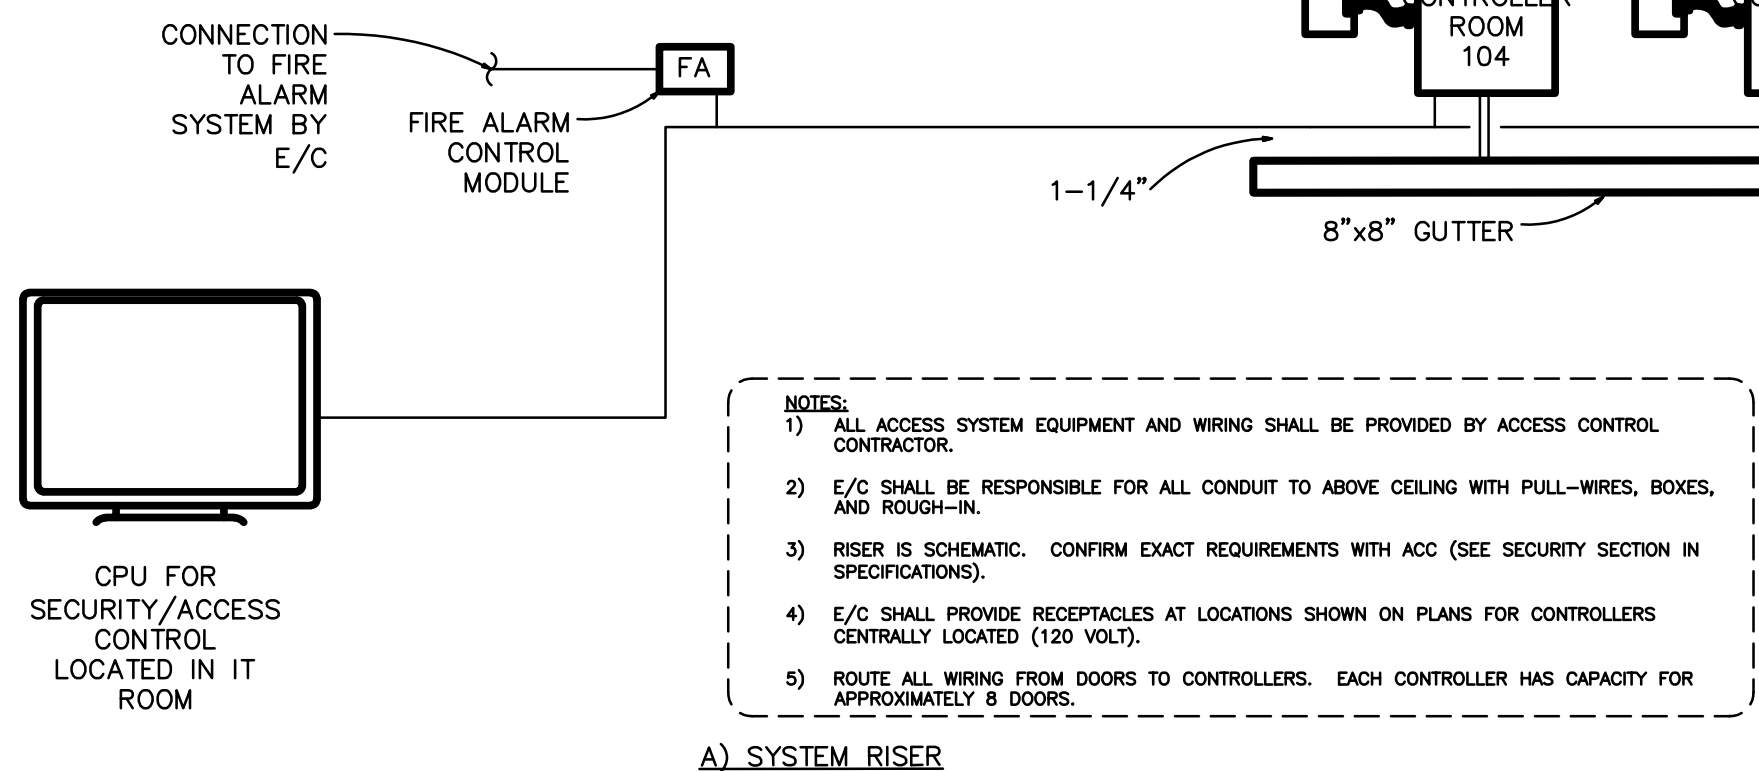 CONNECTION
TO FIRE
ALARM
SYSTEM BY
E/C
FA
FIRE ALARM
CONTROL
MODULE
CONTROLLER
ROOM
104
1-1/4”
8”x8” GUTTER
CPU FOR
SECURITY/ACCESS
CONTROL
LOCATED IN IT
ROOM
NOTES:
1) ALL ACCESS SYSTEM EQUIPMENT AND WIRING SHALL BE PROVIDED BY ACCESS CONTROL
CONTRACTOR.
2) E/C SHALL BE RESPONSIBLE FOR ALL CONDUIT TO ABOVE CEILING WITH PULL-WIRES, BOXES,
AND ROUGH-IN.
3) RISER IS SCHEMATIC. CONFIRM EXACT REQUIREMENTS WITH ACC (SEE SECURITY SECTION IN
SPECIFICATIONS).
4) E/C SHALL PROVIDE RECEPTACLES AT LOCATIONS SHOWN ON PLANS FOR CONTROLLERS
CENTRALLY LOCATED (120 VOLT).
5) ROUTE ALL WIRING FROM DOORS TO CONTROLLERS. EACH CONTROLLER HAS CAPACITY FOR
APPROXIMATELY 8 DOORS.
A) SYSTEM RISER